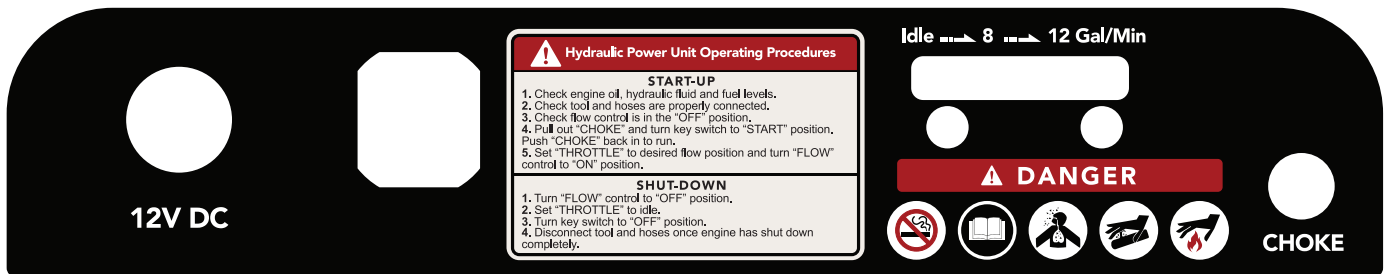 12V DC
Hydraulic Power Unit Operating Procedures
START-UP
1. Check engine oil, hydraulic fluid and fuel levels.
2. Check tool and hoses are properly connected.
3. Check flow control is in the “OFF” position.
4. Pull out “CHOKE” and turn key switch to “START” position.
Push “CHOKE” back in to run.
5. Set “THROTTLE” to desired flow position and turn “FLOW”
control to “ON” position.
SHUT-DOWN
1. Turn “FLOW” control to “OFF” position.
2. Set “THROTTLE” to idle.
3. Turn key switch to “OFF” position.
4. Disconnect tool and hoses once engine has shut down
completely.
Idle 8 12 Gal/Min
DANGER
CHOKE